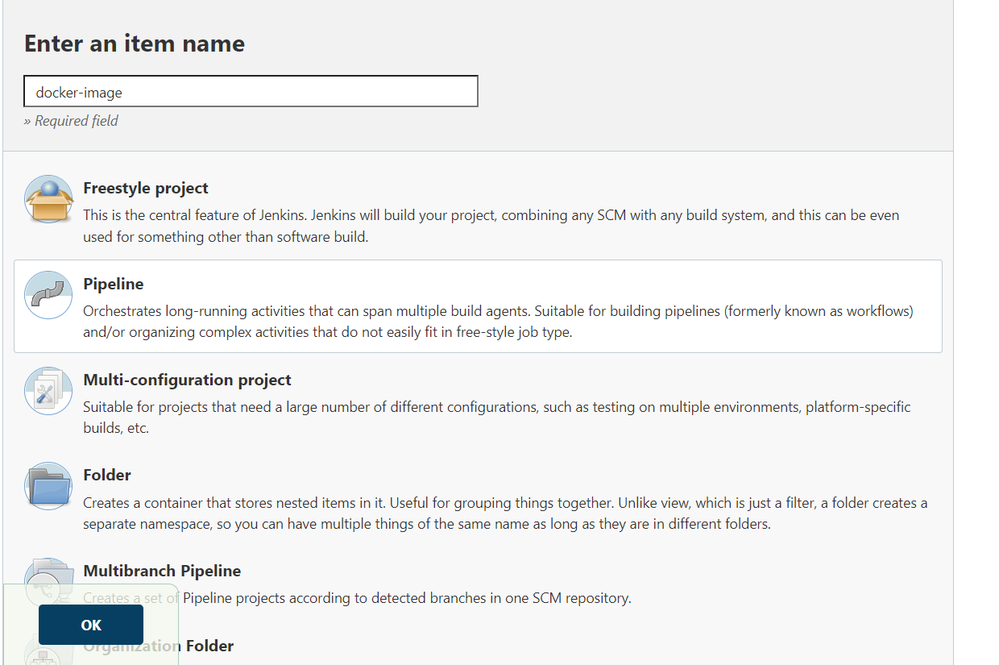 Enter an item name
docker-image
» Required field
Freestyle project
This is the central feature of Jenkins. Jenkins will build your project, combining any SCM with any build system, and this can be even
used for something other than software build.
Pipeline
Orchestrates long-running activities that can span multiple build agents. Suitable for building pipelines (formerly known as workflows)
and/or organizing complex activities that do not easily fit in free-style job type.
Multi-configuration project
Suitable for projects that need a large number of different configurations, such as testing on multiple environments, platform-specific
builds, etc.
Folder
Creates a container that stores nested items in it. Useful for grouping things together. Unlike view, which is just a filter, a folder creates a
separate namespace, so you can have multiple things of the same name as long as they are in different folders.
Multibranch Pipeline
Creates a set of Pipeline projects according to detected branches in one SCM repository.
OK
Organization Folder